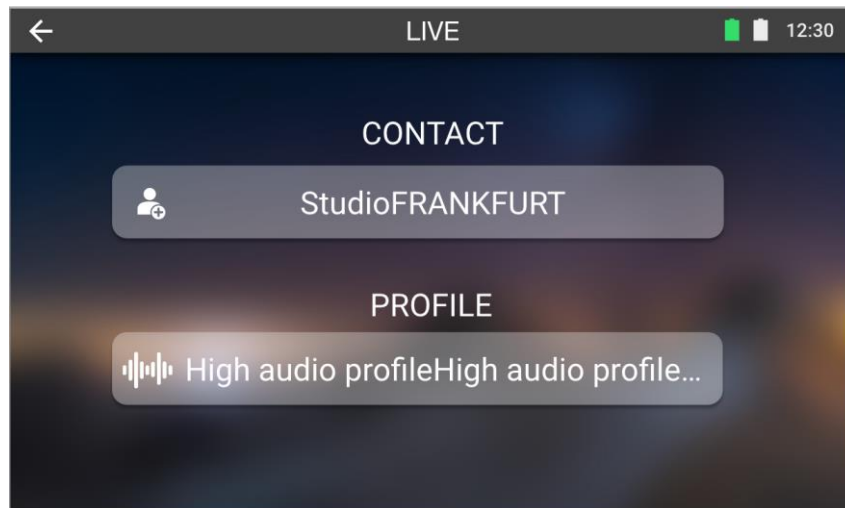 LIVE
12:30
CONTACT
StudioFRANKFURT
PROFILE
High audio profileHigh audio profile...